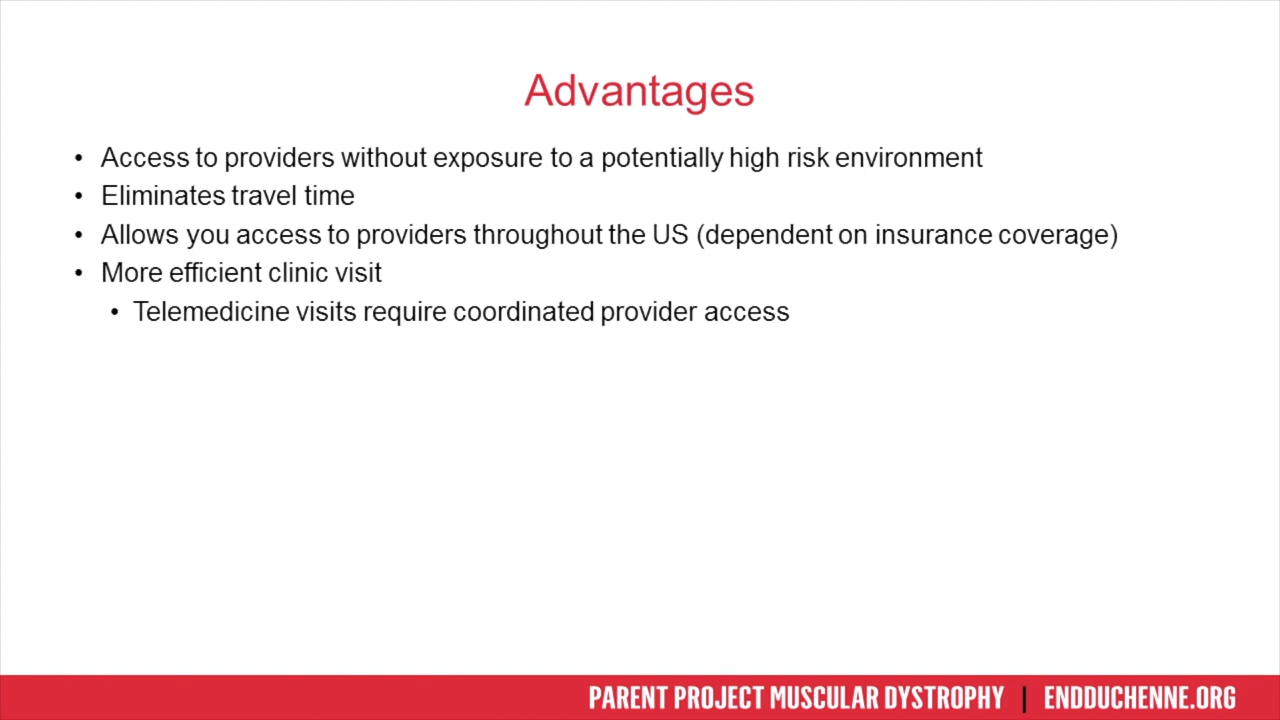 Advantages
• Access to providers without exposure to a potentially high risk environment
• Eliminates travel time
• Allows you access to providers throughout the US (dependent on insurance coverage)
• More efficient clinic visit
• Telemedicine visits require coordinated provider access
PARENT PROJECT MUSCULAR DYSTROPHY | ENDDUCHENNE.ORG